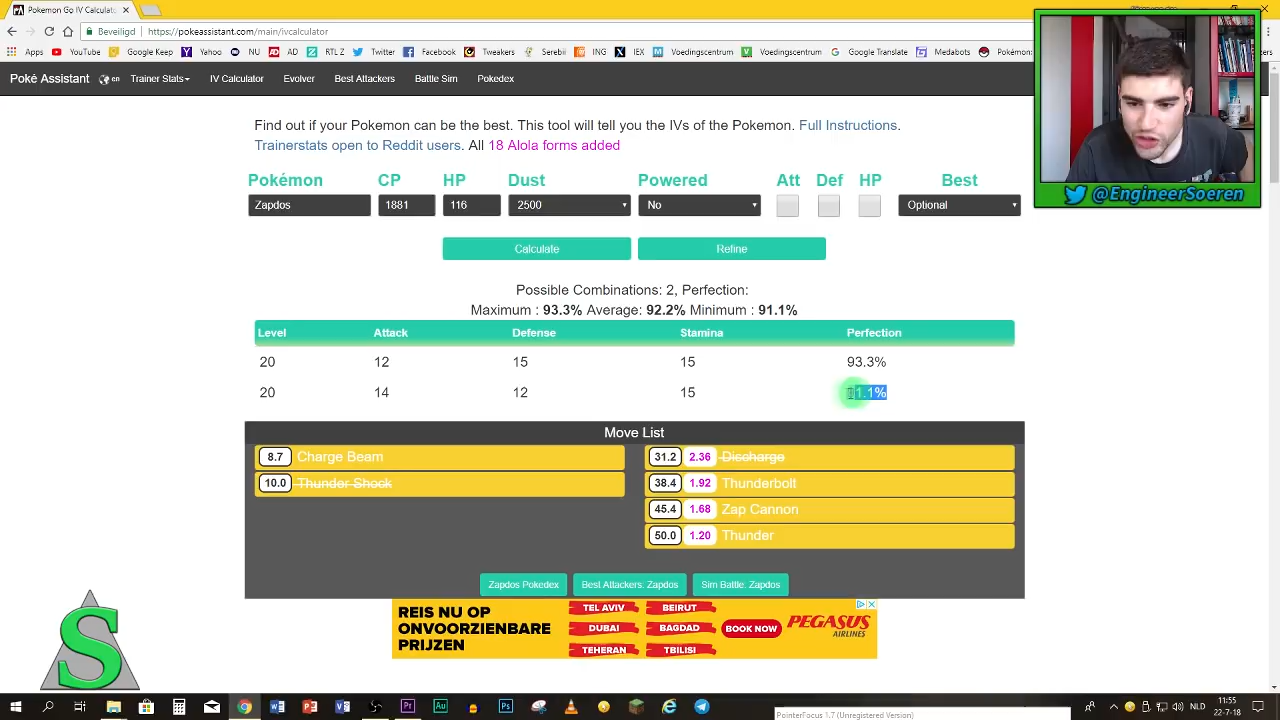 Pokemon Go IV Calculat
Beveiligd
https://pokeassistant.com/main/ivcalculator
Apps YouTube Google Keep Yahoo NU AD RTL Z Twitter Facebook Tweakers Serebii ING IEX Voedingscentrum Voedingscentrum Google Translate Medabots Pokémon
Poké Assistant en Trainer Stats IV Calculator Evolver Best Attackers Battle Sim Pokedex
Find out if your Pokemon can be the best. This tool will tell you the IVs of the Pokemon. Full Instructions.
Trainerstats open to Reddit users. All 18 Alola forms added
@EngineerSoeren
Pokémon CP HP Dust Powered Att Def HP Best
Zapdos 1881 116 2500 No Optional
Calculate Refine
Possible Combinations: 2, Perfection:
Maximum : 93.3% Average: 92.2% Minimum : 91.1%
Level Attack Defense Stamina Perfection
20 12 15 15 93.3%
20 14 12 15 91.1%
Move List
8.7 Charge Beam 31.2 2.36 Discharge
10.0 Thunder Shock 38.4 1.92 Thunderbolt
45.4 1.68 Zap Cannon
50.0 1.20 Thunder
Zapdos Pokedex Best Attackers: Zapdos Sim Battle: Zapdos
REIS NU OP
ONVOORZIENBARE
PRIJZEN
TEL AVIV BEIRUT
DUBAI BAGDAD
TEHERAN TBILISI
BOOK NOW
PEGASUS
AIRLINES
S
NLD
11:55
22-7-18
PointerFocus 1.7 (Unregistered Version)